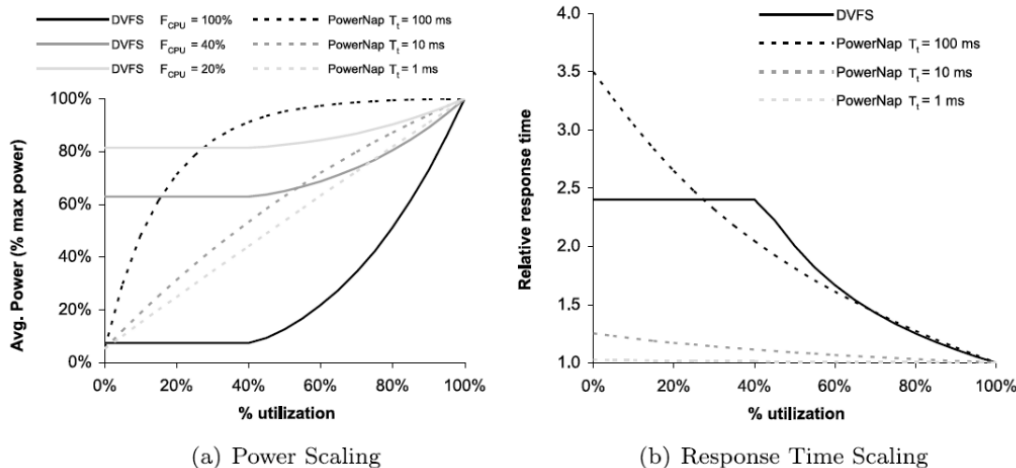 DVFS F_CPU = 100% PowerNap T_t = 100 ms
DVFS F_CPU = 40% PowerNap T_t = 10 ms
DVFS F_CPU = 20% PowerNap T_t = 1 ms
Avg. Power (% max power)
100%
80%
60%
40%
20%
0%
0% 20% 40% 60% 80% 100%
% utilization
(a) Power Scaling
DVFS
PowerNap T_t = 100 ms
PowerNap T_t = 10 ms
PowerNap T_t = 1 ms
Relative response time
4.0
3.5
3.0
2.5
2.0
1.5
1.0
0% 20% 40% 60% 80% 100%
% utilization
(b) Response Time Scaling